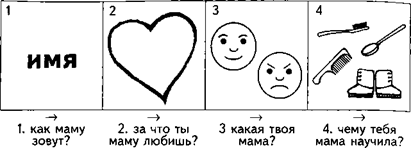 1
2
3
4
имя
1. как маму
зовут?
2. за что ты
маму любишь?
3 какая твоя
мама?
4. чему тебя
мама научила?